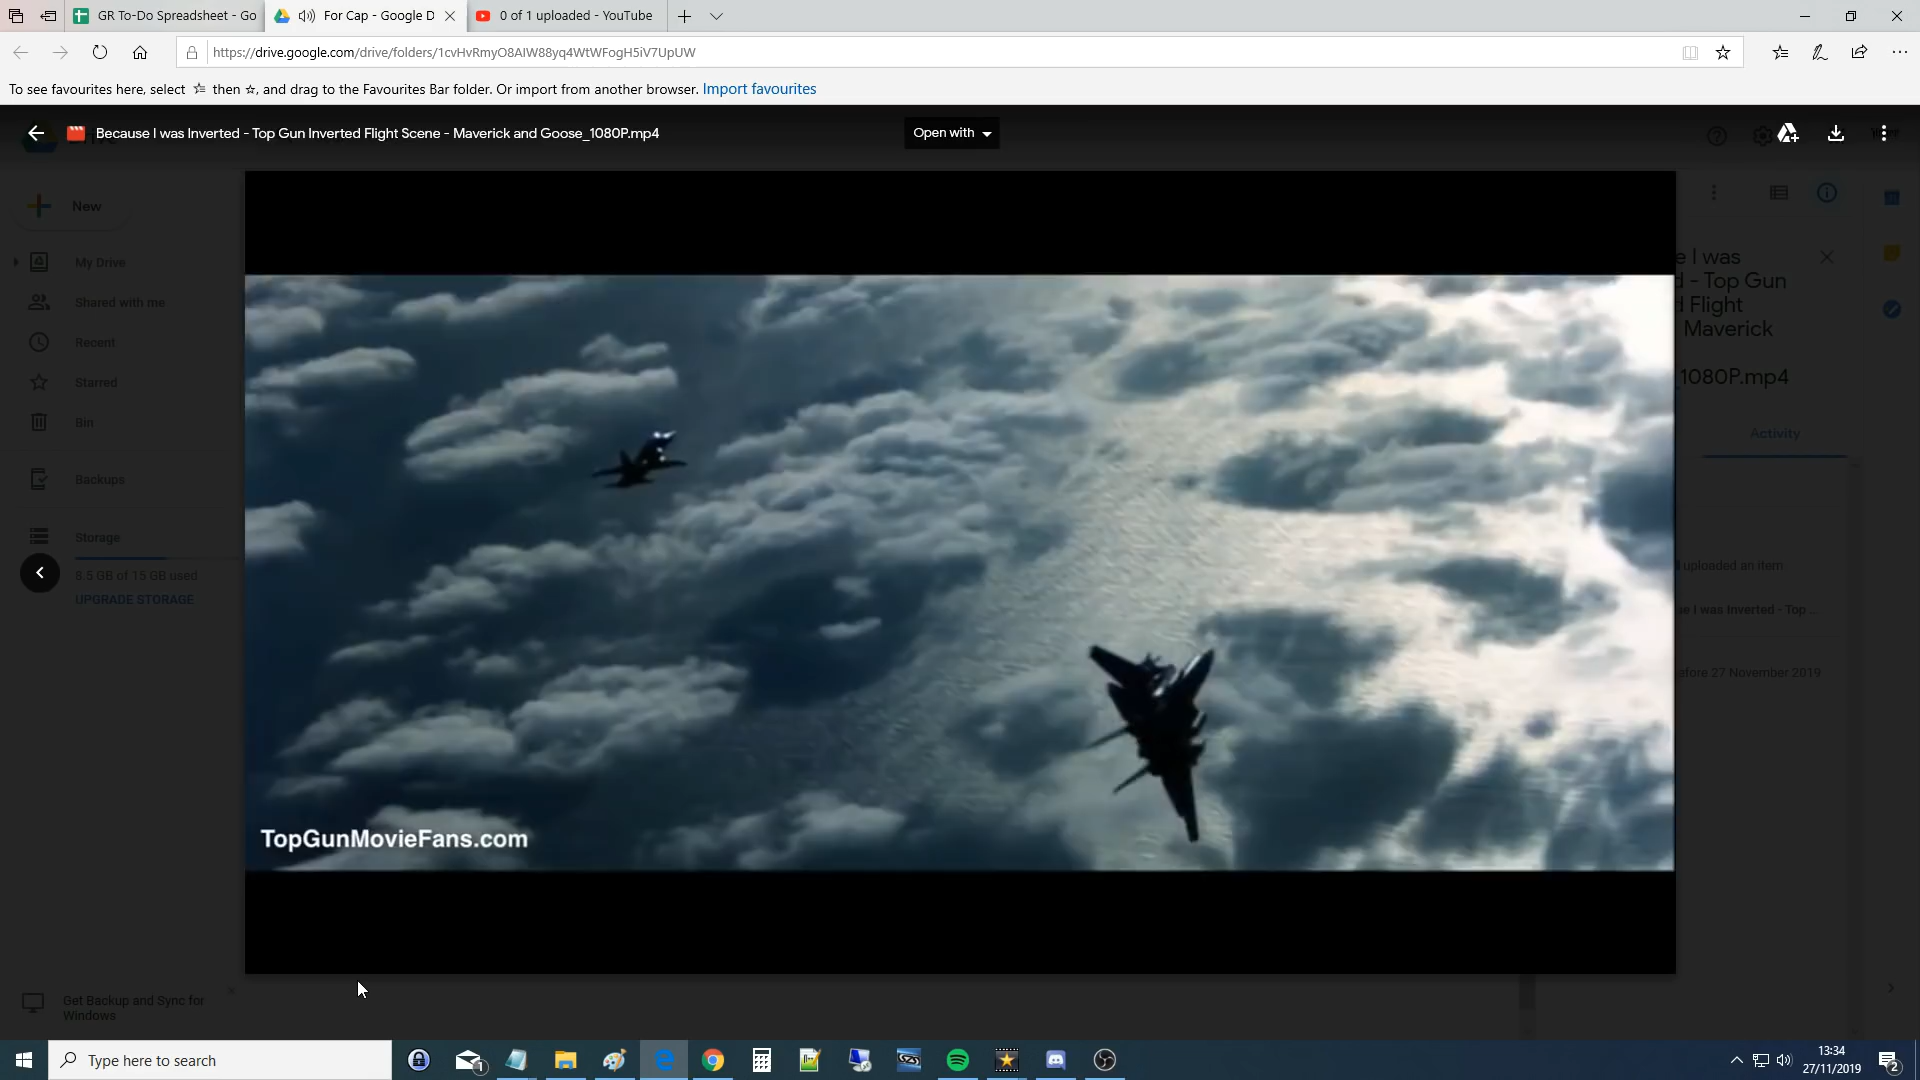 GR To-Do Spreadsheet - Go
For Cap - Google D
0 of 1 uploaded - YouTube
https://drive.google.com/drive/folders/1cvHvRmyO8AIW88yq4WtWFogH5iV7UpUW
To see favourites here, select then , and drag to the Favourites Bar folder. Or import from another browser. Import favourites
Because I was Inverted - Top Gun Inverted Flight Scene - Maverick and Goose_1080P.mp4
Open with
New
My Drive
Shared with me
Recent
Starred
Bin
Backups
Storage
8.5 GB of 15 GB used
UPGRADE STORAGE
e I was
d - Top Gun
d Flight
Maverick
_1080P.mp4
Activity
uploaded an item
se I was Inverted - Top ...
efore 27 November 2019
TopGunMovieFans.com
Get Backup and Sync for
Windows
Type here to search
1
13:34
27/11/2019
2